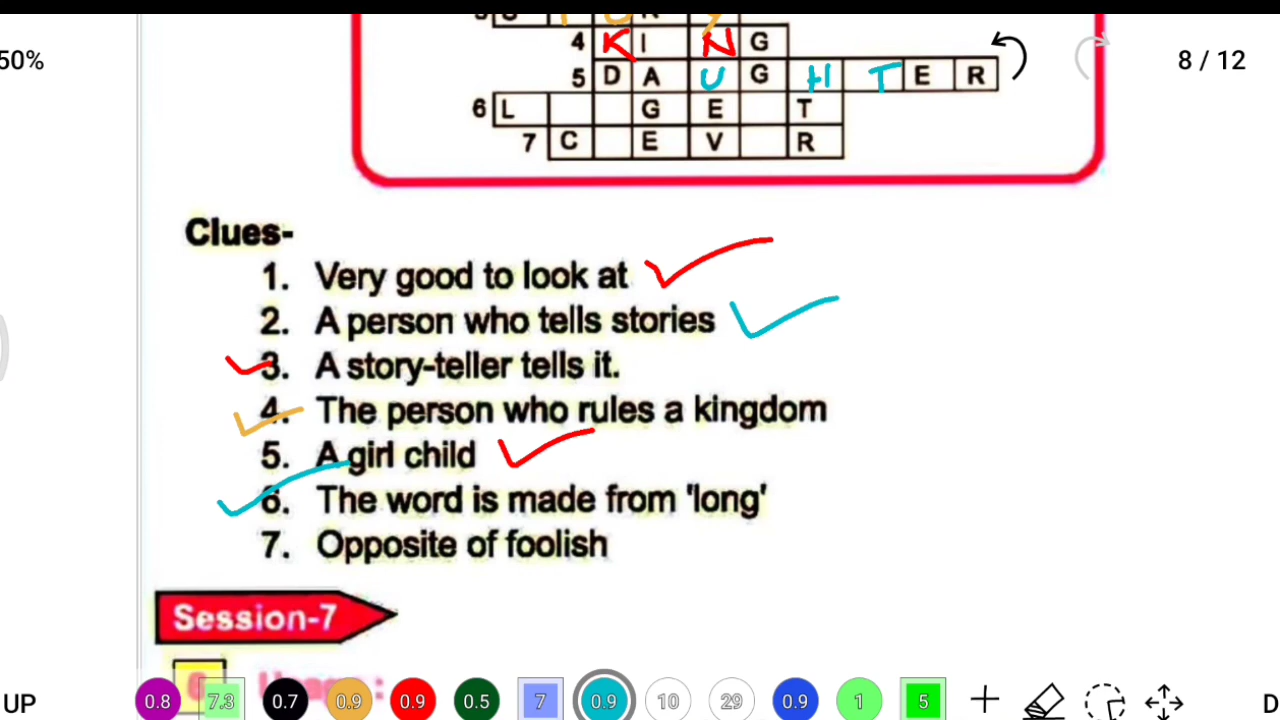 50%
8 / 12
4 K I N G
5 D A U G H T E R
6 L G E T
7 C E V R
Clues-
1. Very good to look at
2. A person who tells stories
3. A story-teller tells it.
4. The person who rules a kingdom
5. A girl child
6. The word is made from 'long'
7. Opposite of foolish
Session-7
UP 0.8 7.3 0.7 0.9 0.9 0.5 7 0.9 10 29 0.9 1 5 D